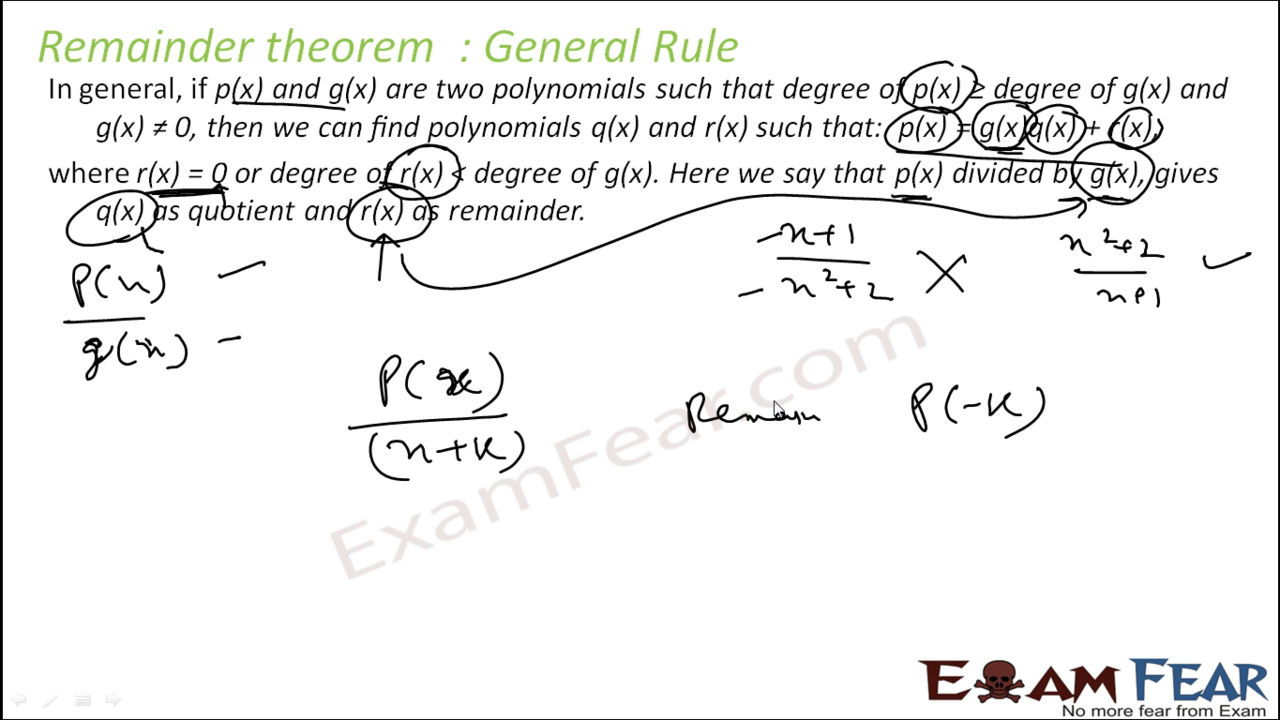 Remainder theorem : General Rule
In general, if p(x) and g(x) are two polynomials such that degree of p(x) ≥ degree of g(x) and
g(x) ≠ 0, then we can find polynomials q(x) and r(x) such that: p(x) = g(x)q(x) + r(x),
where r(x) = 0 or degree of r(x) < degree of g(x). Here we say that p(x) divided by g(x), gives
q(x) as quotient and r(x) as remainder.
P(x)
g(x)
x+1
x²+2
x²+2
x+1
P(x)
(x+k)
P(-k)
ExamFear.com
EXAM FEAR
No more fear from Exam